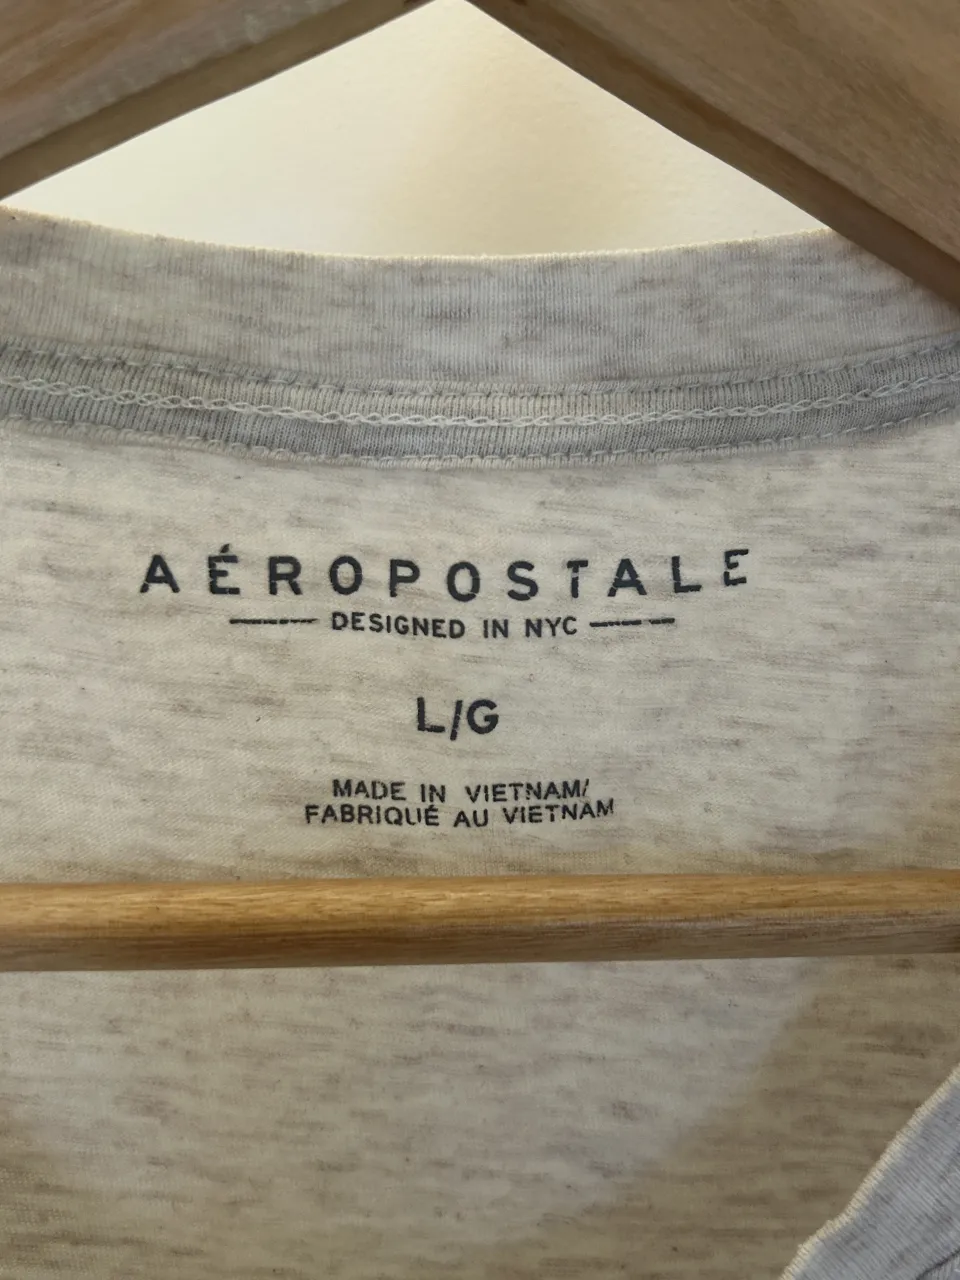 AÉROPOSTALE
DESIGNED IN NYC
L/G
MADE IN VIETNAM/
FABRIQUÉ AU VIETNAM